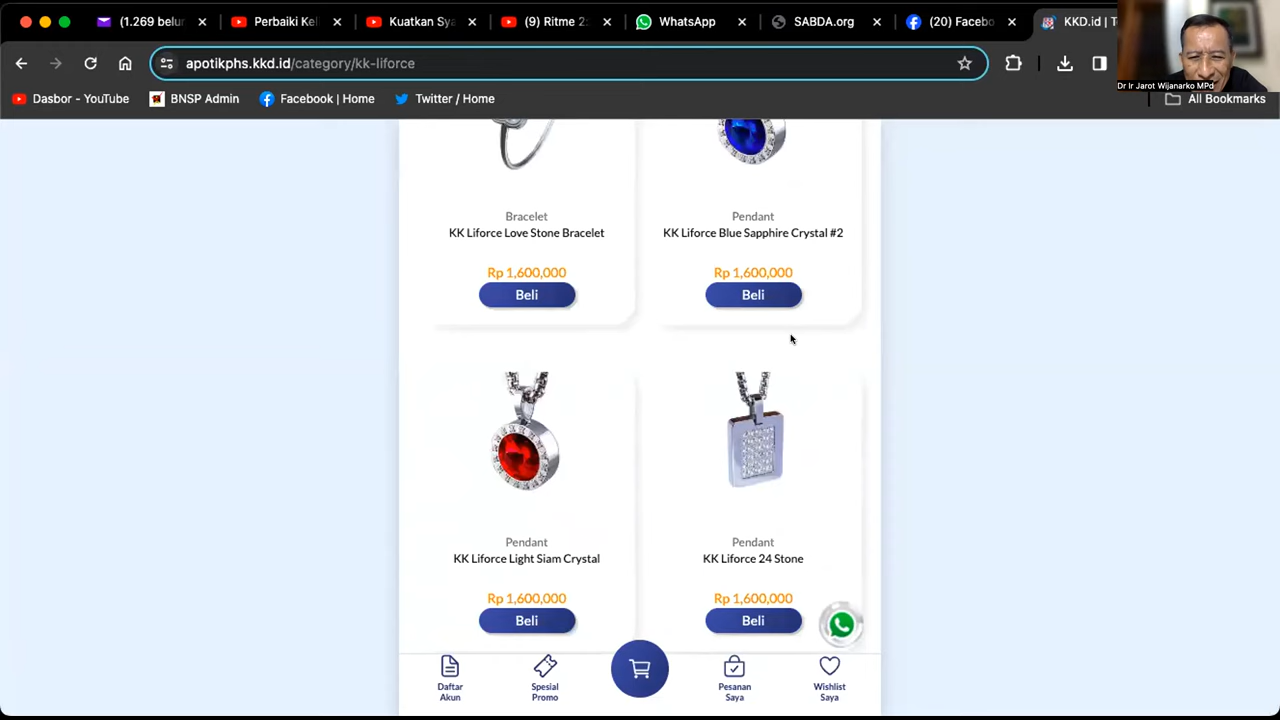 (1.269 belur
Perbaiki Kel
Kuatkan Sya
(9) Ritme 2:
WhatsApp
SABDA.org
(20) Facebo
KKD.id | T
apotikphs.kkd.id/category/kk-liforce
Dr Ir Jarot Wijanarko MPd
Dasbor - YouTube
BNSP Admin
Facebook | Home
Twitter / Home
All Bookmarks
Bracelet
KK Liforce Love Stone Bracelet
Rp 1,600,000
Beli
Pendant
KK Liforce Blue Sapphire Crystal #2
Rp 1,600,000
Beli
Pendant
KK Liforce Light Siam Crystal
Rp 1,600,000
Beli
Pendant
KK Liforce 24 Stone
Rp 1,600,000
Beli
Daftar
Akun
Spesial
Promo
Pesanan
Saya
Wishlist
Saya